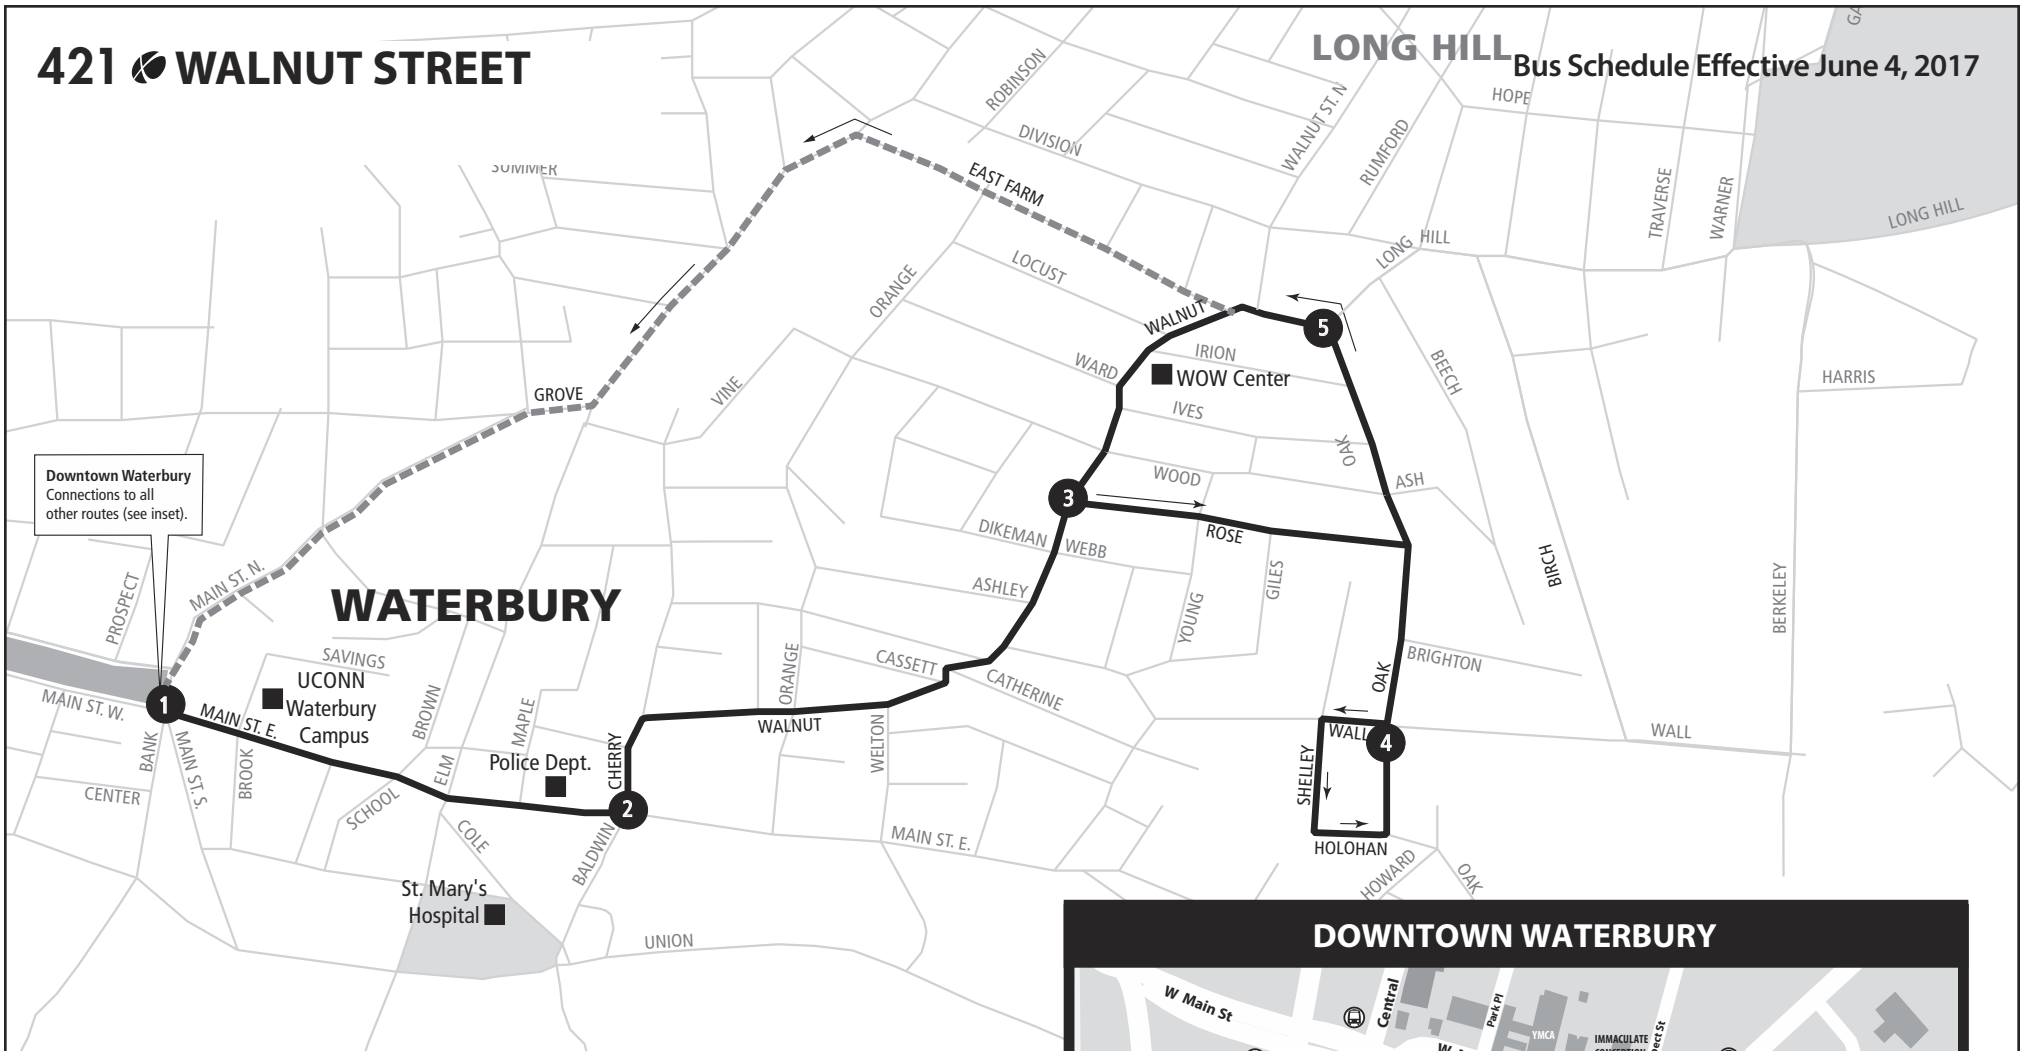 421 WALNUT STREET
LONG HILL
Bus Schedule Effective June 4, 2017
ROBINSON
DIVISION
WALNUT ST. N
RUMFORD
HOPE
TRAVERSE
WARNER
LONG HILL
SUMMER
EAST FARM
LONG
HILL
LOCUST
ORANGE
WALNUT
5
IRION
WARD
WOW Center
BEECH
HARRIS
VINE
GROVE
IVES
OAK
Downtown Waterbury
Connections to all
other routes (see inset).
WOOD
ASH
3
ROSE
DIKEMAN
WEBB
BIRCH
MAIN ST. N.
PROSPECT
WATERBURY
ASHLEY
GILES
YOUNG
BERKELEY
SAVINGS
UCONN
Waterbury
Campus
ORANGE
CASSETT
CATHERINE
BRIGHTON
OAK
MAIN ST. W.
1
MAIN ST. E.
BROWN
MAPLE
WALNUT
WELTON
WALL
4
WALL
BANK
MAIN ST. S.
BROOK
ELM
Police Dept.
CHERRY
SHELLEY
CENTER
SCHOOL
2
COLE
BALDWIN
MAIN ST. E.
HOLOHAN
HOWARD
OAK
St. Mary's
Hospital
UNION
DOWNTOWN WATERBURY
W Main St
Central
Park Pl
YMCA
IMMACULATE